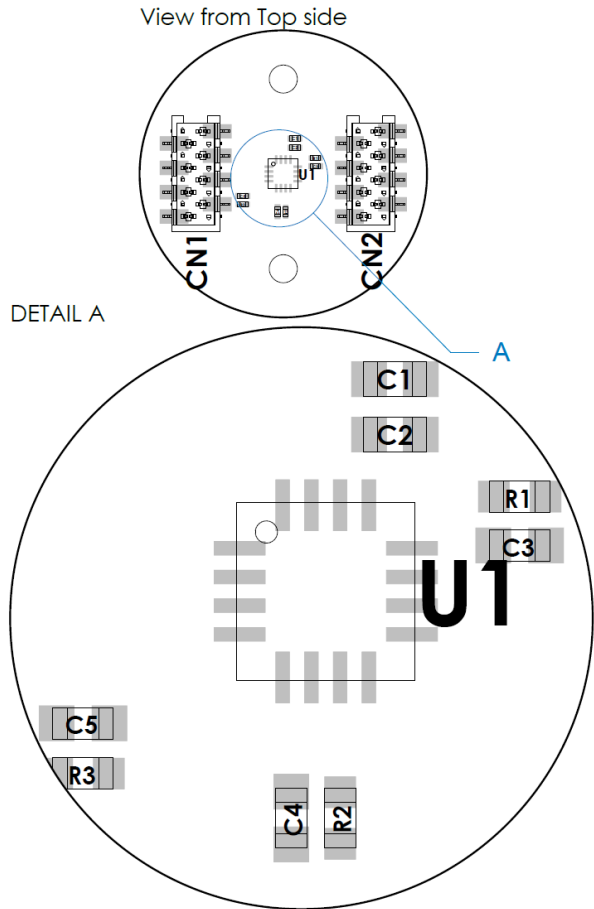 View from Top side
U1
CN1
CN2
DETAIL A
A
C1
C2
R1
C3
U1
C5
R3
C4
R2